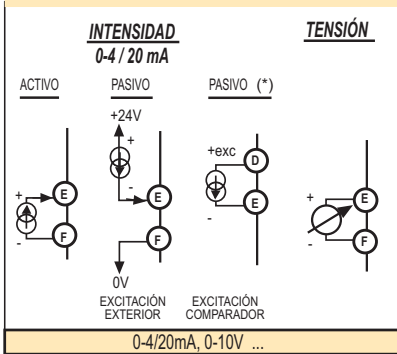 INTENSIDAD
0-4 / 20 mA
TENSIÓN
ACTIVO
PASIVO
PASIVO (*)
+24V
+
-
E
F
0V
EXCITACIÓN
EXTERIOR
+
-
E
F
+exc
D
E
-
EXCITACIÓN
COMPARADOR
+
-
E
F
0-4/20mA, 0-10V ...